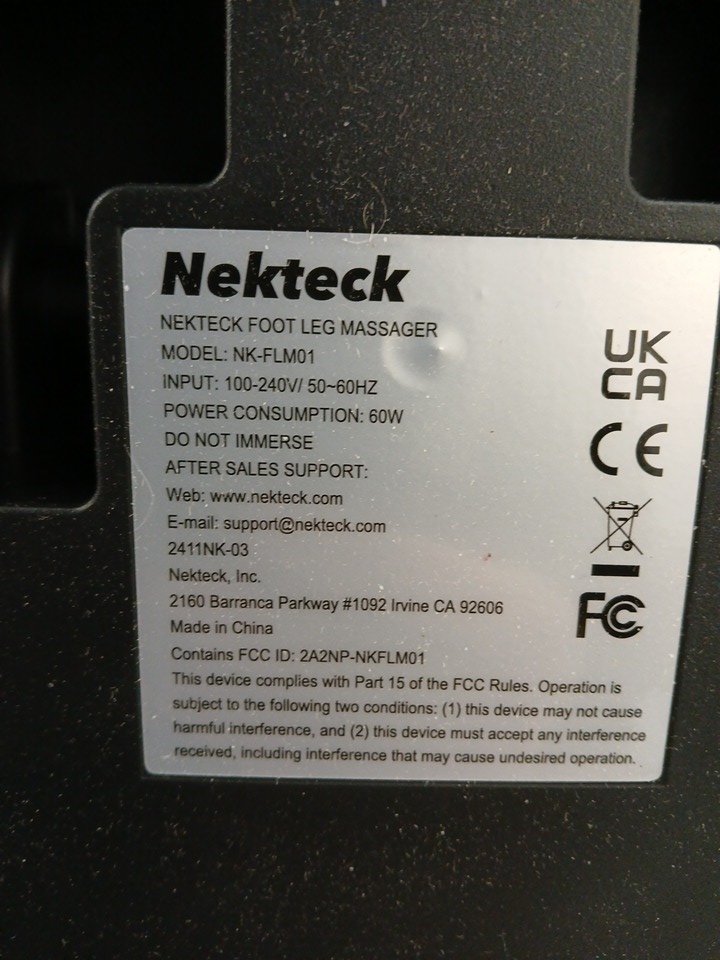 Nekteck
NEKTECK FOOT LEG MASSAGER
MODEL: NK-FLM01
INPUT: 100-240V/ 50~60HZ
POWER CONSUMPTION: 60W
DO NOT IMMERSE
AFTER SALES SUPPORT:
Web: www.nekteck.com
E-mail: support@nekteck.com
2411NK-03
Nekteck, Inc.
2160 Barranca Parkway #1092 Irvine CA 92606
Made in China
Contains FCC ID: 2A2NP-NKFLM01
This device complies with Part 15 of the FCC Rules. Operation is
subject to the following two conditions: (1) this device may not cause
harmful interference, and (2) this device must accept any interference
received, including interference that may cause undesired operation.
UK
CA
CE
FC